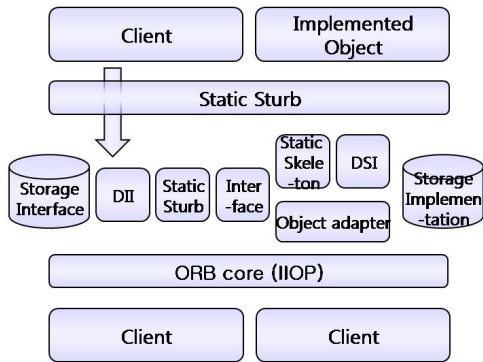 Client
Implemented
Object
Static Sturb
Storage
Interface
DII
Static
Sturb
Inter
-face
Static
Skele
-ton
DSI
Object adapter
Storage
Implemen
-tation
ORB core (IIOP)
Client
Client